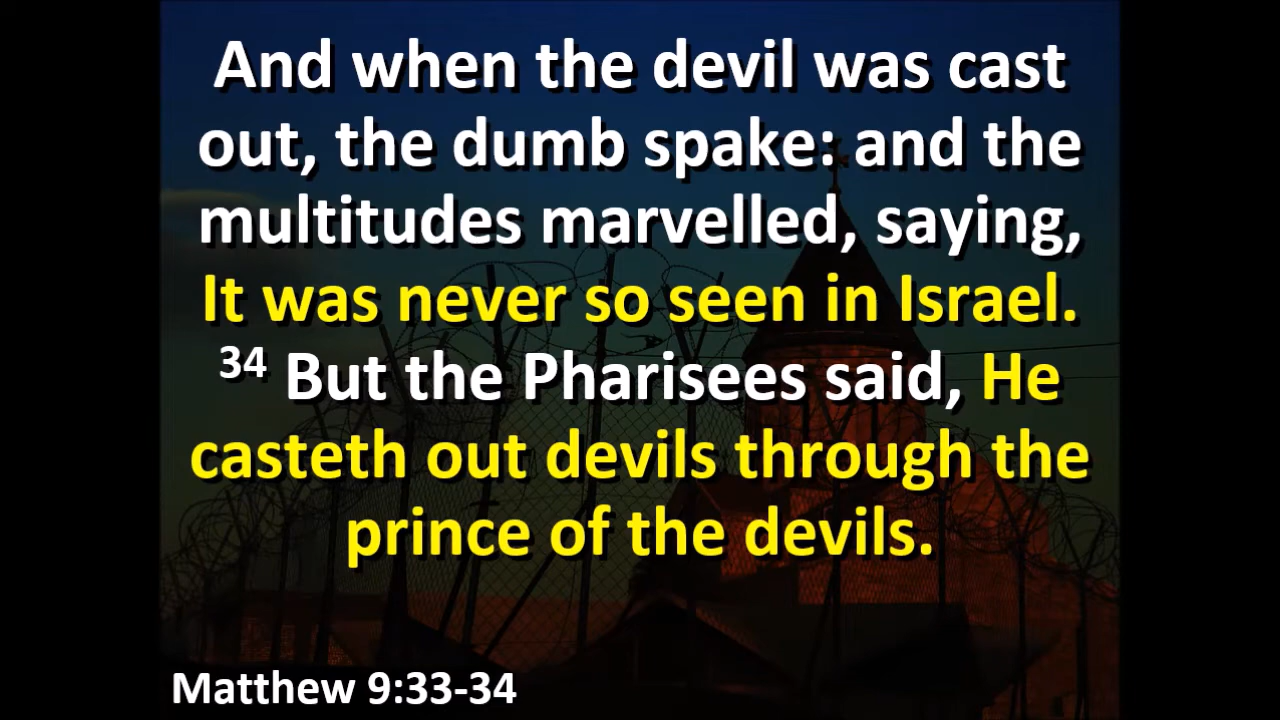 And when the devil was cast
out, the dumb spake: and the
multitudes marvelled, saying,
It was never so seen in Israel.
34 But the Pharisees said, He
casteth out devils through the
prince of the devils.
Matthew 9:33-34